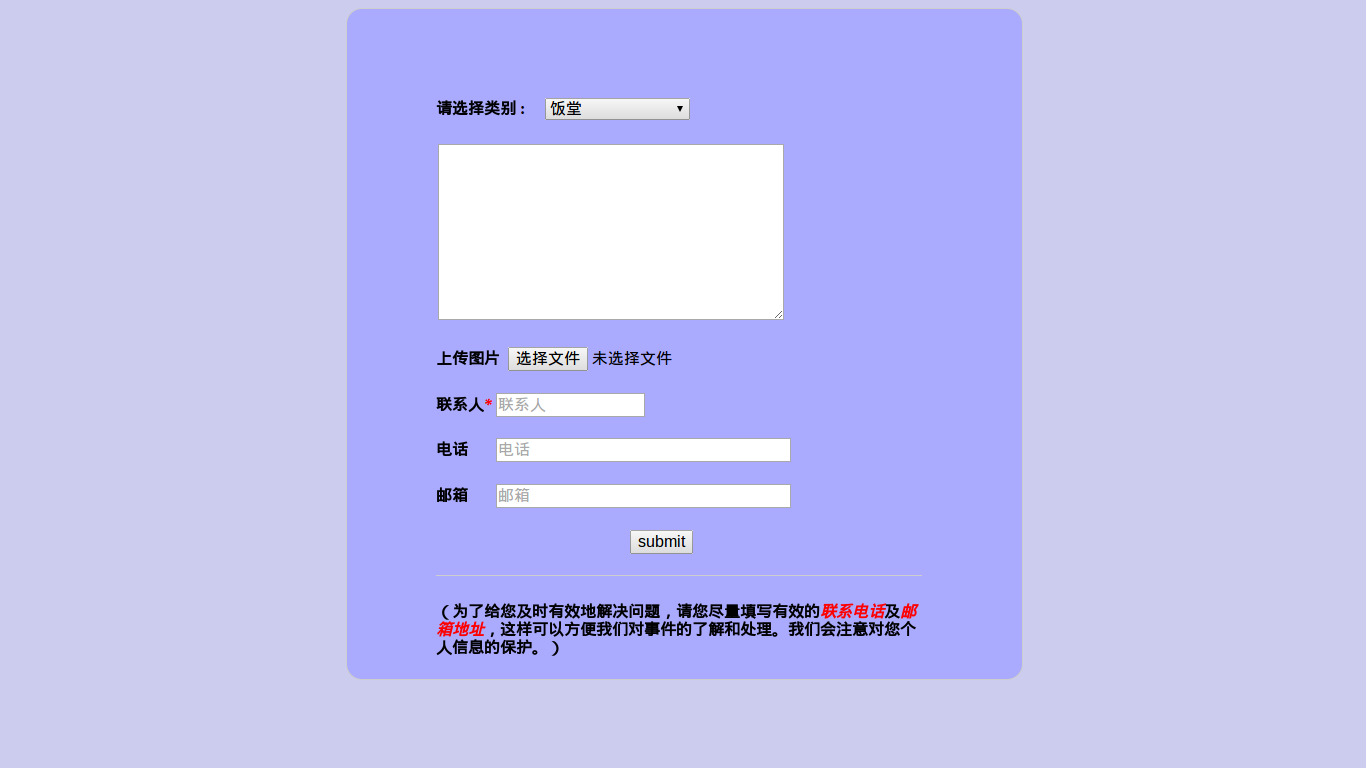 请选择类别： 饭堂
上传图片 选择文件 未选择文件
联系人* 联系人
电话 电话
邮箱 邮箱
submit
（为了给您及时有效地解决问题，请您尽量填写有效的联系电话及邮
箱地址，这样可以方便我们对事件的了解和处理。我们会注意对您个
人信息的保护。）